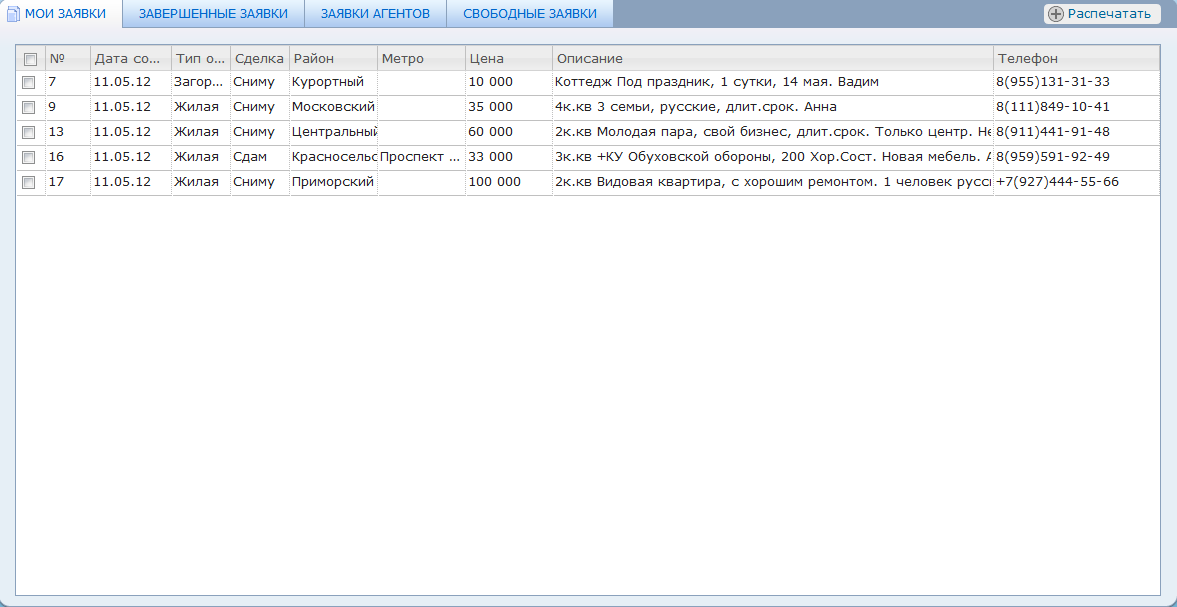 МОИ ЗАЯВКИ ЗАВЕРШЕННЫЕ ЗАЯВКИ ЗАЯВКИ АГЕНТОВ СВОБОДНЫЕ ЗАЯВКИ Распечатать
№ Дата со... Тип о... Сделка Район Метро Цена Описание Телефон
7 11.05.12 Загор... Сниму Курортный 10 000 Коттедж Под праздник, 1 сутки, 14 мая. Вадим 8(955)131-31-33
9 11.05.12 Жилая Сниму Московский 35 000 4к.кв 3 семьи, русские, длит.срок. Анна 8(111)849-10-41
13 11.05.12 Жилая Сниму Центральный 60 000 2к.кв Молодая пара, свой бизнес, длит.срок. Только центр. Не 8(911)441-91-48
16 11.05.12 Жилая Сдам Красносельс Проспект ... 33 000 3к.кв +КУ Обуховской обороны, 200 Хор.Сост. Новая мебель. 8(959)591-92-49
17 11.05.12 Жилая Сниму Приморский 100 000 2к.кв Видовая квартира, с хорошим ремонтом. 1 человек русс +7(927)444-55-66